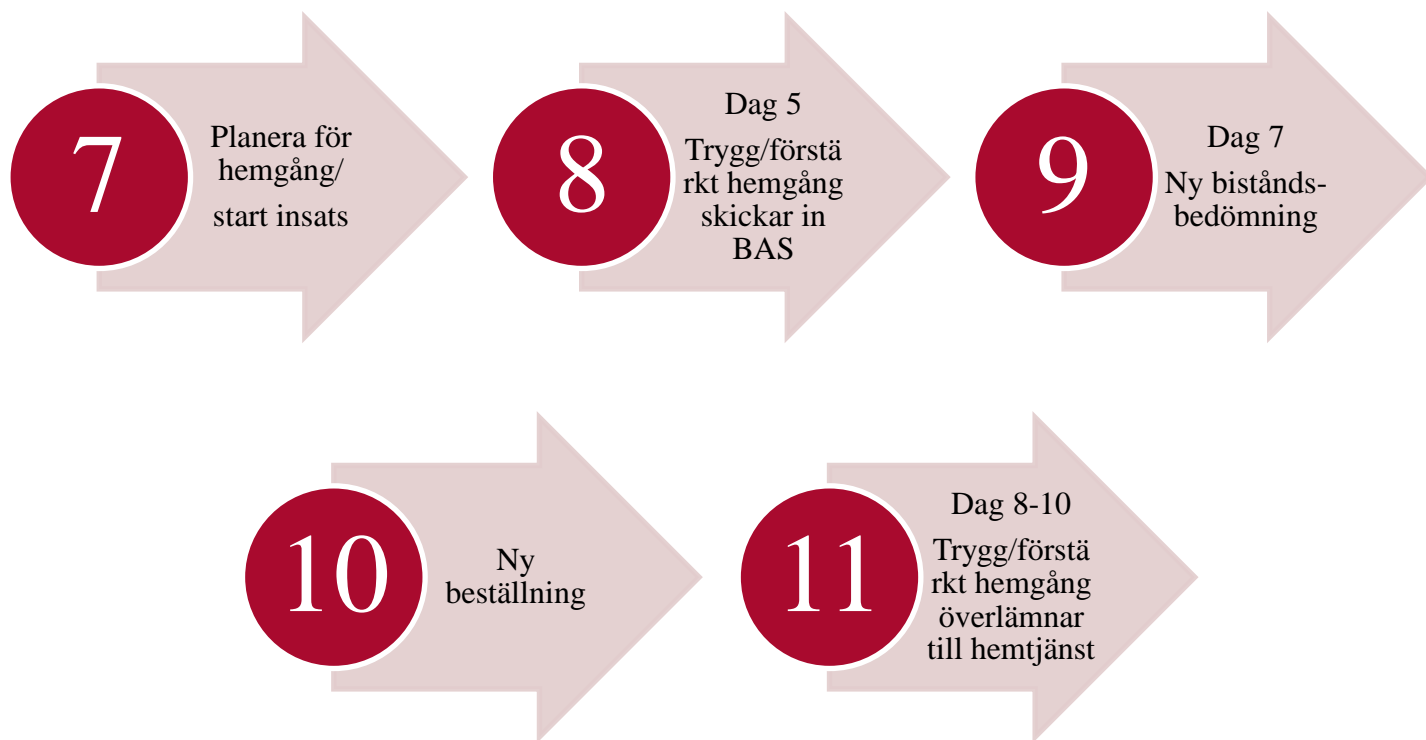 7
Planera för
hemgång/
start insats
8
Dag 5
Trygg/förstä
rkt hemgång
skickar in
BAS
9
Dag 7
Ny bistånds-
bedömning
10
Ny
beställning
11
Dag 8-10
Trygg/förstä
rkt hemgång
överlämnar
till hemtjänst